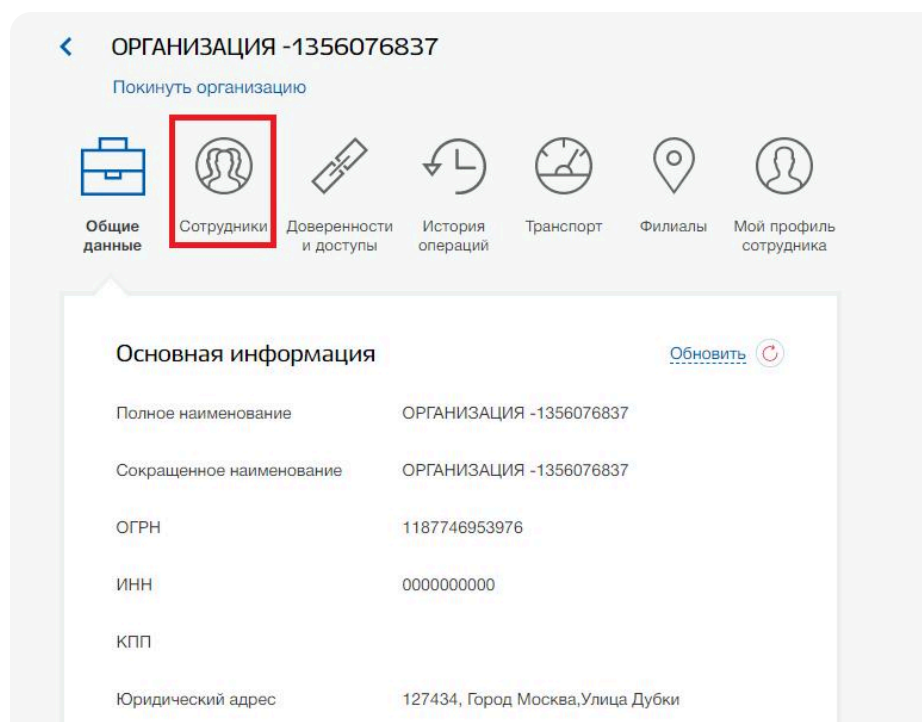 ОРГАНИЗАЦИЯ -1356076837
Покинуть организацию
Общие данные
Сотрудники
Доверенности и доступы
История операций
Транспорт
Филиалы
Мой профиль сотрудника
Основная информация
Обновить
Полное наименование ОРГАНИЗАЦИЯ -1356076837
Сокращенное наименование ОРГАНИЗАЦИЯ -1356076837
ОГРН 1187746953976
ИНН 0000000000
КПП
Юридический адрес 127434, Город Москва,Улица Дубки